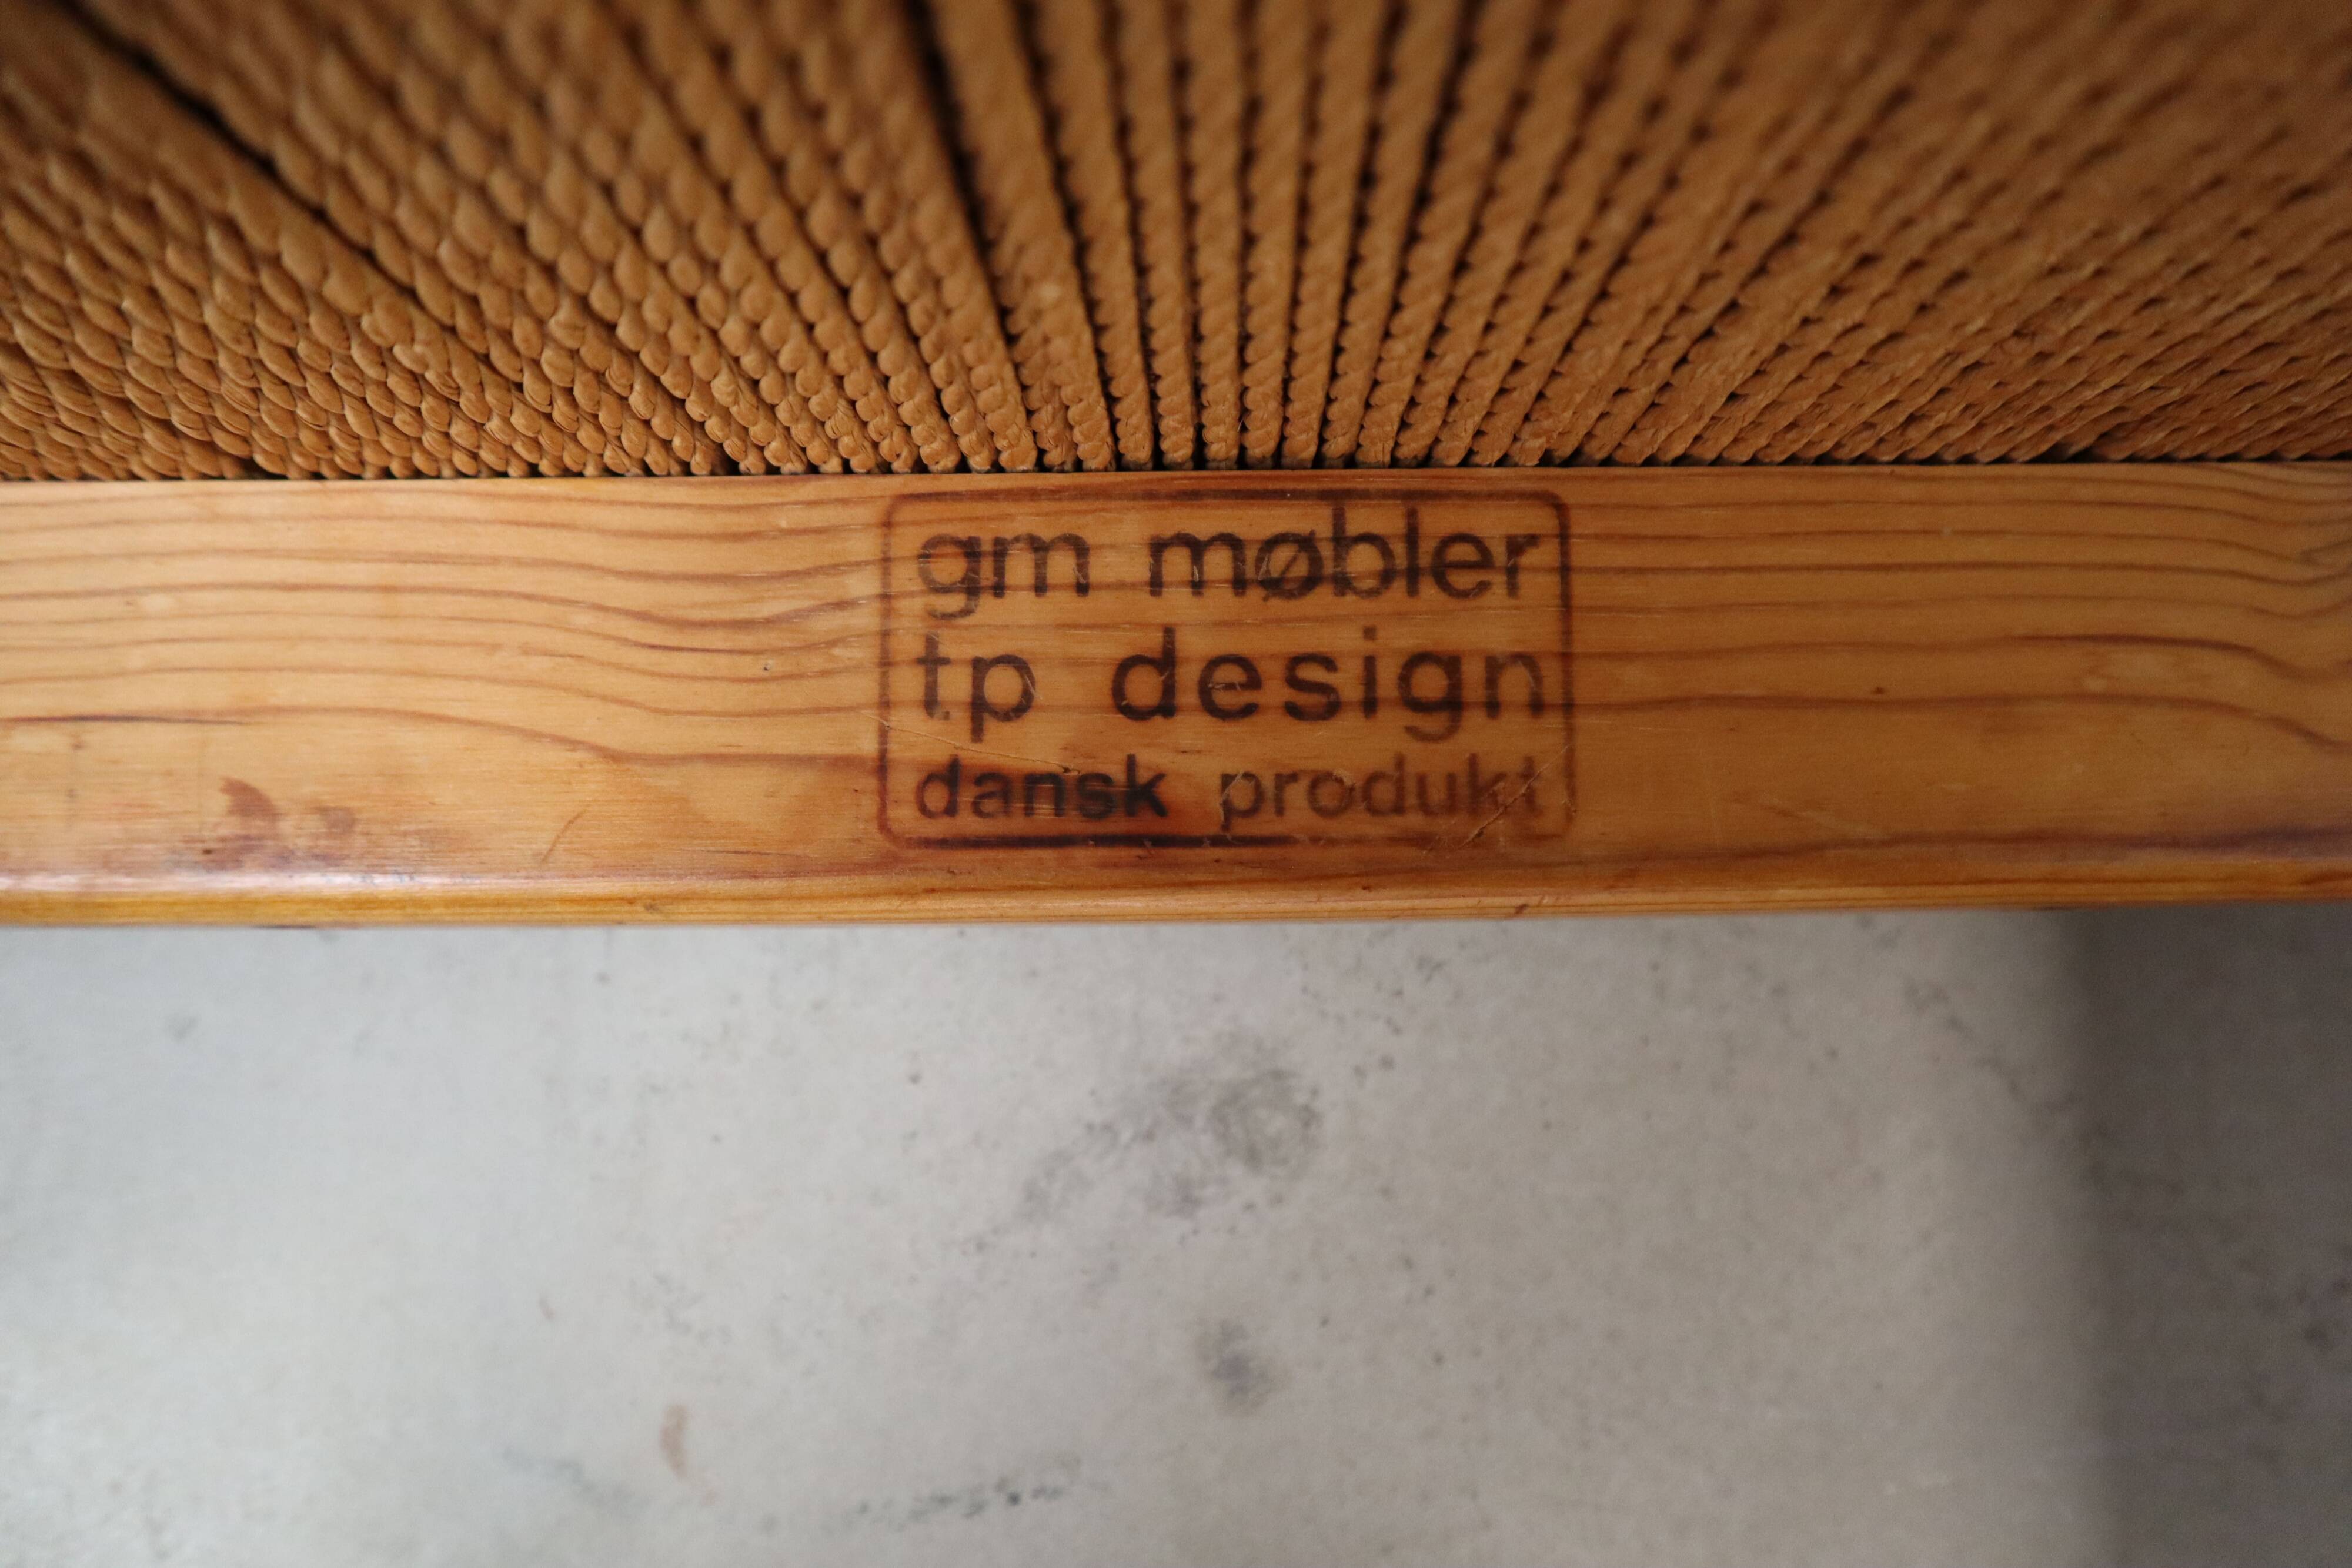 gm møbler
tp design
dansk produkt